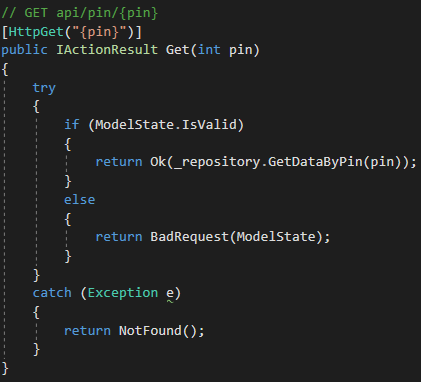 // GET api/pin/{pin}
[HttpGet("{pin}")]
public IActionResult Get(int pin)
{
    try
    {
        if (ModelState.IsValid)
        {
            return Ok(_repository.GetDataByPin(pin));
        }
        else
        {
            return BadRequest(ModelState);
        }
    }
    catch (Exception e)
    {
        return NotFound();
    }
}